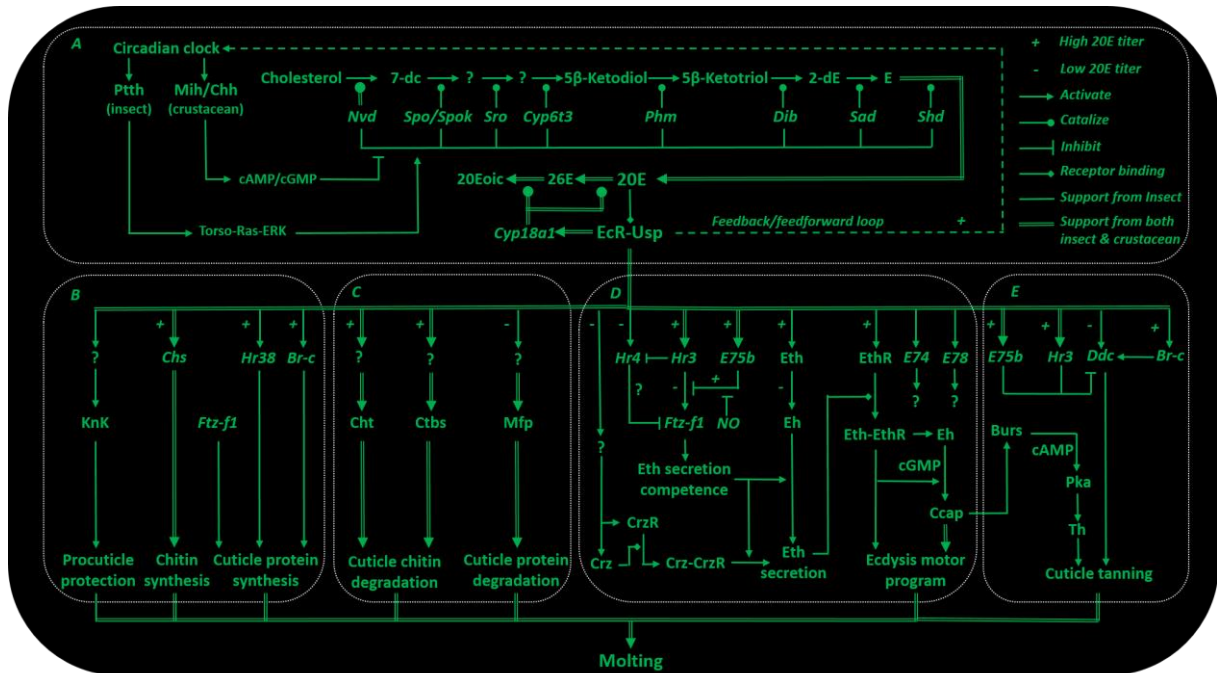 A
Circadian clock
Ptth
(insect)
Mih/Chh
(crustacean)
Cholesterol
7-dc
?
?
5β-Ketodiol
5β-Ketotriol
2-dE
E
Nvd
Spo/Spok
Sro
Cyp6t3
Phm
Dib
Sad
Shd
cAMP/cGMP
20Eoic
26E
20E
Torso-Ras-ERK
Cyp18a1
EcR-Usp
Feedback/feedforward loop
+
+ High 20E titer
- Low 20E titer
Activate
Catalize
Inhibit
Receptor binding
Support from Insect
Support from both
insect & crustacean
B
-
+
+
+
?
Chs
Hr38
Br-c
KnK
Ftz-f1
Procuticle
protection
Chitin
synthesis
Cuticle protein
synthesis
C
+
+
-
?
?
?
Cht
Ctbs
Mfp
Cuticle chitin
degradation
Cuticle protein
degradation
D
-
-
+
+
+
+
+
+
Hr4
Hr3
E75b
Eth
EthR
E74
E78
?
-
+
-
?
?
Ftz-f1
NO
Eh
?
Eth-EthR
Eh
Eth secretion
competence
cGMP
Ccap
CrzR
Crz
Crz-CrzR
Eth
secretion
Ecdysis motor
program
E
+
+
-
+
E75b
Hr3
Ddc
Br-c
Burs
cAMP
Pka
Th
Cuticle tanning
Molting